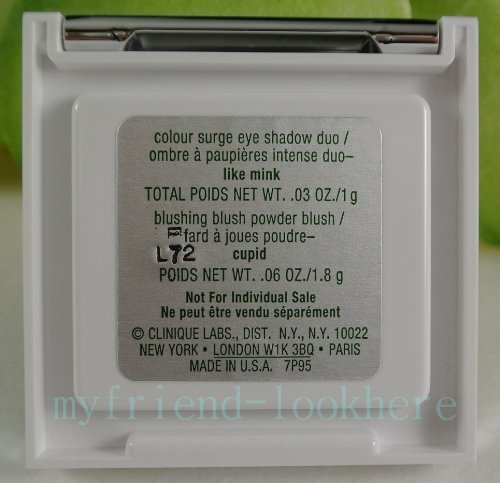 colour surge eye shadow duo /
ombre à paupières intense duo–
like mink
TOTAL POIDS NET WT. .03 OZ./1 g
blushing blush powder blush /
fard à joues poudre–
L72 cupid
POIDS NET WT. .06 OZ./1.8 g
Not For Individual Sale
Ne peut être vendu séparément
© CLINIQUE LABS., DIST. N.Y., N.Y. 10022
NEW YORK • LONDON W1K 3BQ • PARIS
MADE IN U.S.A. 7P95
myfriend-lookhere